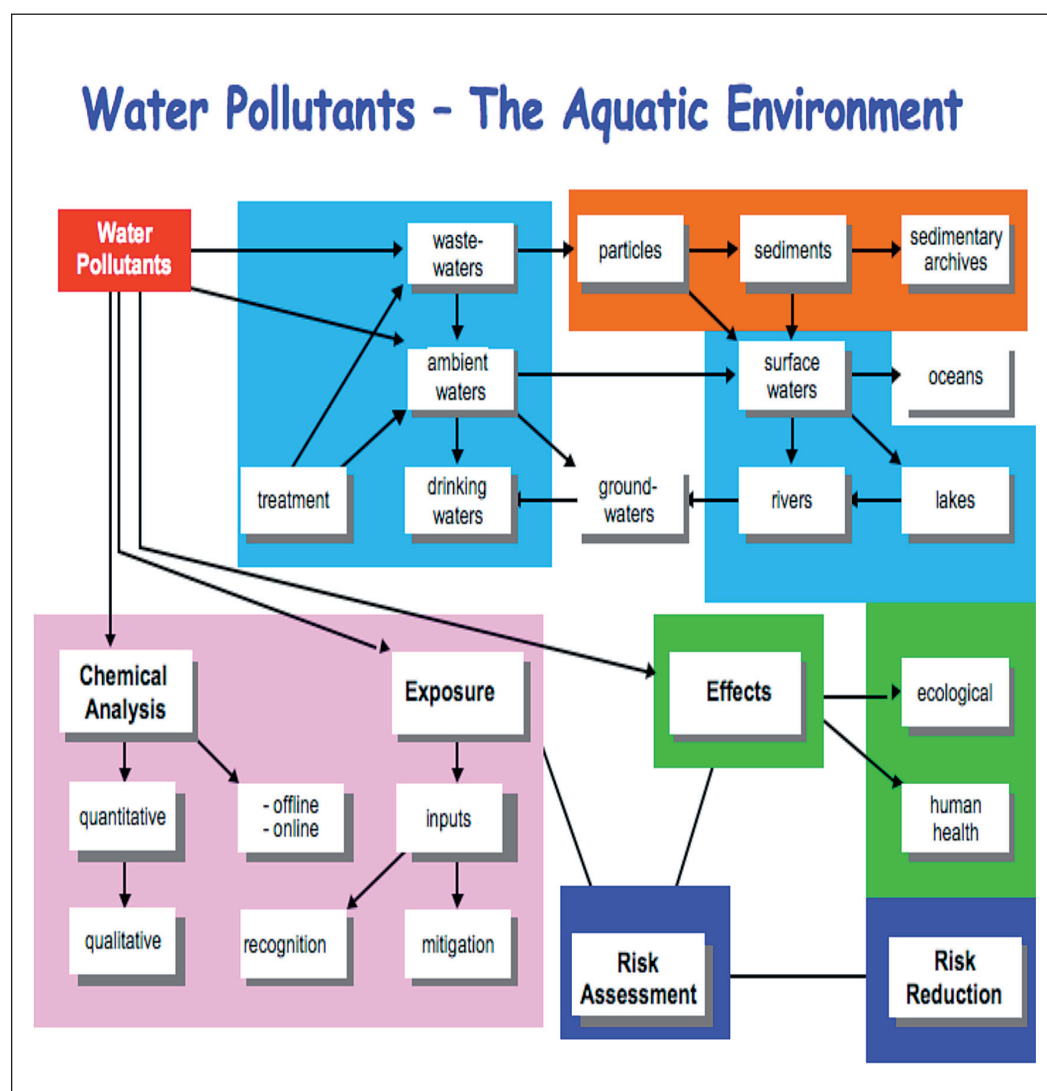 Water Pollutants – The Aquatic Environment
Water
Pollutants
waste-
waters
particles
sediments
sedimentary
archives
ambient
waters
surface
waters
oceans
treatment
drinking
waters
ground-
waters
rivers
lakes
Chemical
Analysis
Exposure
Effects
ecological
quantitative
- offline
- online
inputs
human
health
qualitative
recognition
mitigation
Risk
Assessment
Risk
Reduction